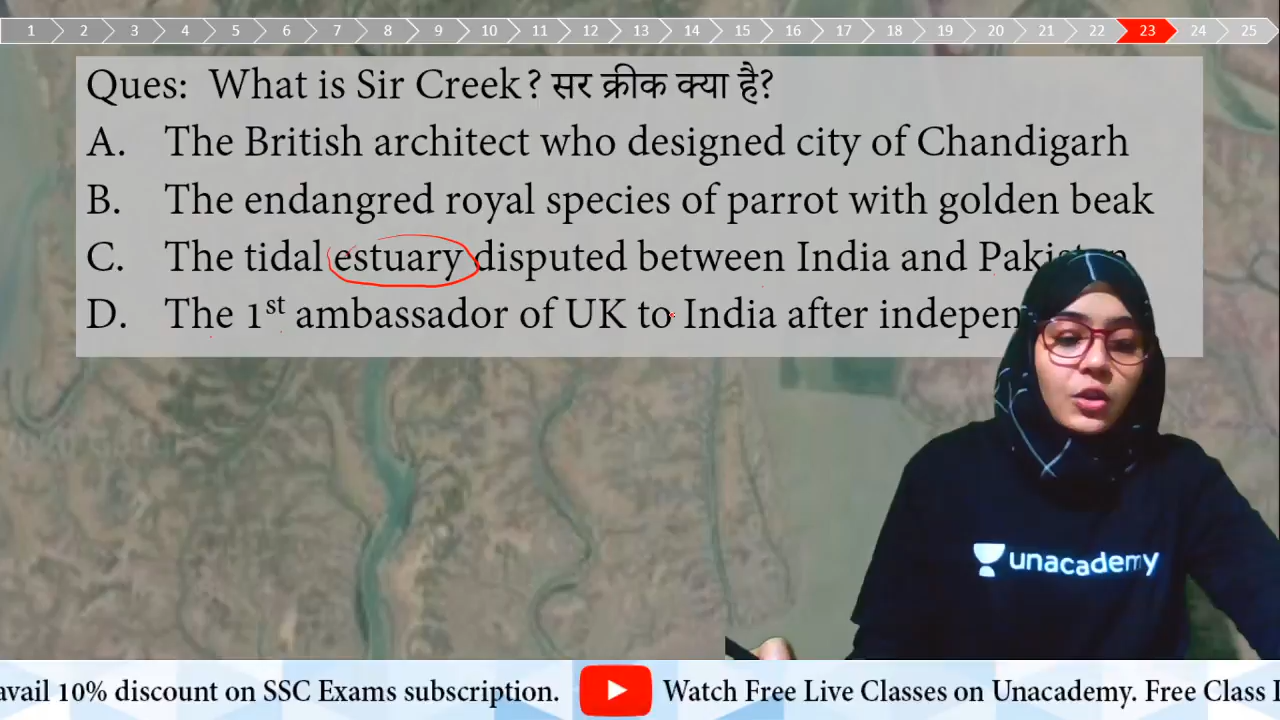 1 2 3 4 5 6 7 8 9 10 11 12 13 14 15 16 17 18 19 20 21 22 23 24 25
Ques: What is Sir Creek? सर क्रीक क्या है?
A. The British architect who designed city of Chandigarh
B. The endangred royal species of parrot with golden beak
C. The tidal estuary disputed between India and Pakistan
D. The 1st ambassador of UK to India after indepen
unacademy
avail 10% discount on SSC Exams subscription. Watch Free Live Classes on Unacademy. Free Class